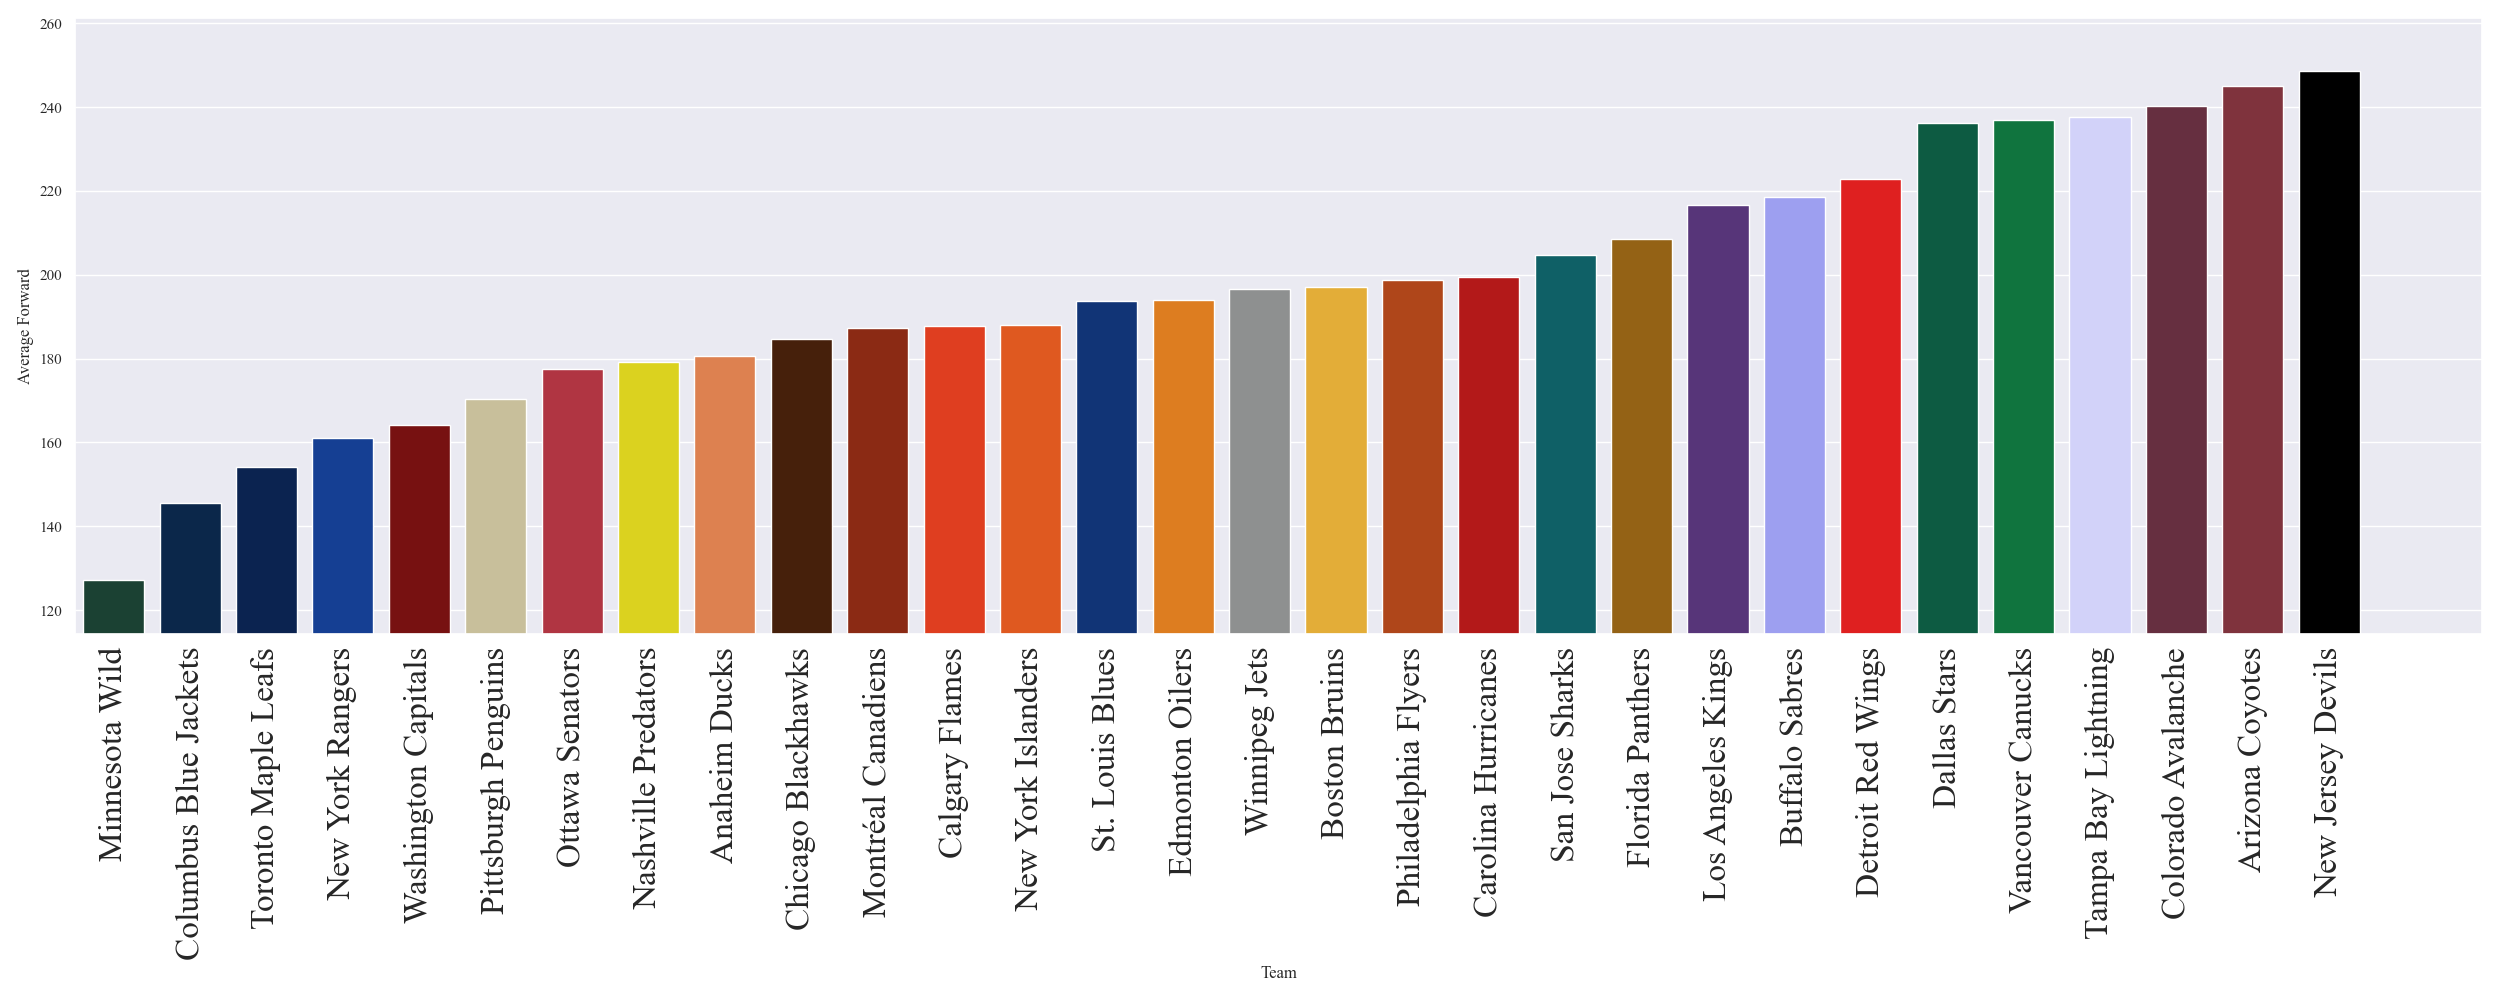 260
240
220
200
180
160
140
120
Average Forward
Minnesota Wild
Columbus Blue Jackets
Toronto Maple Leafs
New York Rangers
Washington Capitals
Pittsburgh Penguins
Ottawa Senators
Nashville Predators
Anaheim Ducks
Chicago Blackhawks
Montréal Canadiens
Calgary Flames
New York Islanders
St. Louis Blues
Edmonton Oilers
Winnipeg Jets
Boston Bruins
Philadelphia Flyers
Carolina Hurricanes
San Jose Sharks
Florida Panthers
Los Angeles Kings
Buffalo Sabres
Detroit Red Wings
Dallas Stars
Vancouver Canucks
Tampa Bay Lightning
Colorado Avalanche
Arizona Coyotes
New Jersey Devils
Team